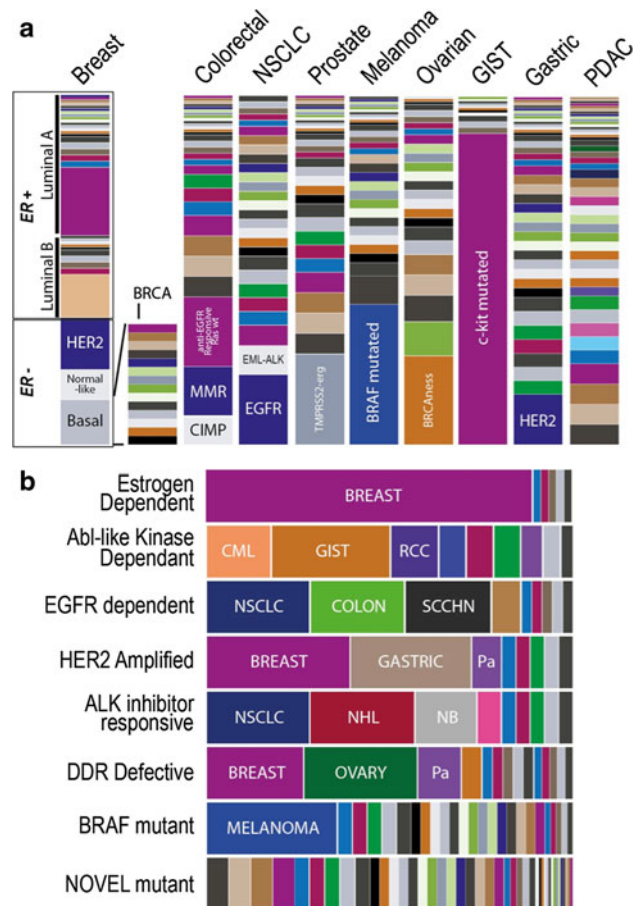 a
Breast
Colorectal
NSCLC
Prostate
Melanoma
Ovarian
GIST
Gastric
PDAC
ER+
Luminal A
Luminal B
BRCA
ER-
HER2
Normal
-like
Basal
anti-EGFR
Responsive
Ras wt
MMR
CIMP
EML-ALK
EGFR
TMPRSS2-erg
BRAF mutated
BRCAness
c-kit mutated
HER2
b
Estrogen
Dependent
BREAST
Abl-like Kinase
Dependant
CML
GIST
RCC
EGFR dependent
NSCLC
COLON
SCCHN
HER2 Amplified
BREAST
GASTRIC
Pa
ALK inhibitor
responsive
NSCLC
NHL
NB
DDR Defective
BREAST
OVARY
Pa
BRAF mutant
MELANOMA
NOVEL mutant